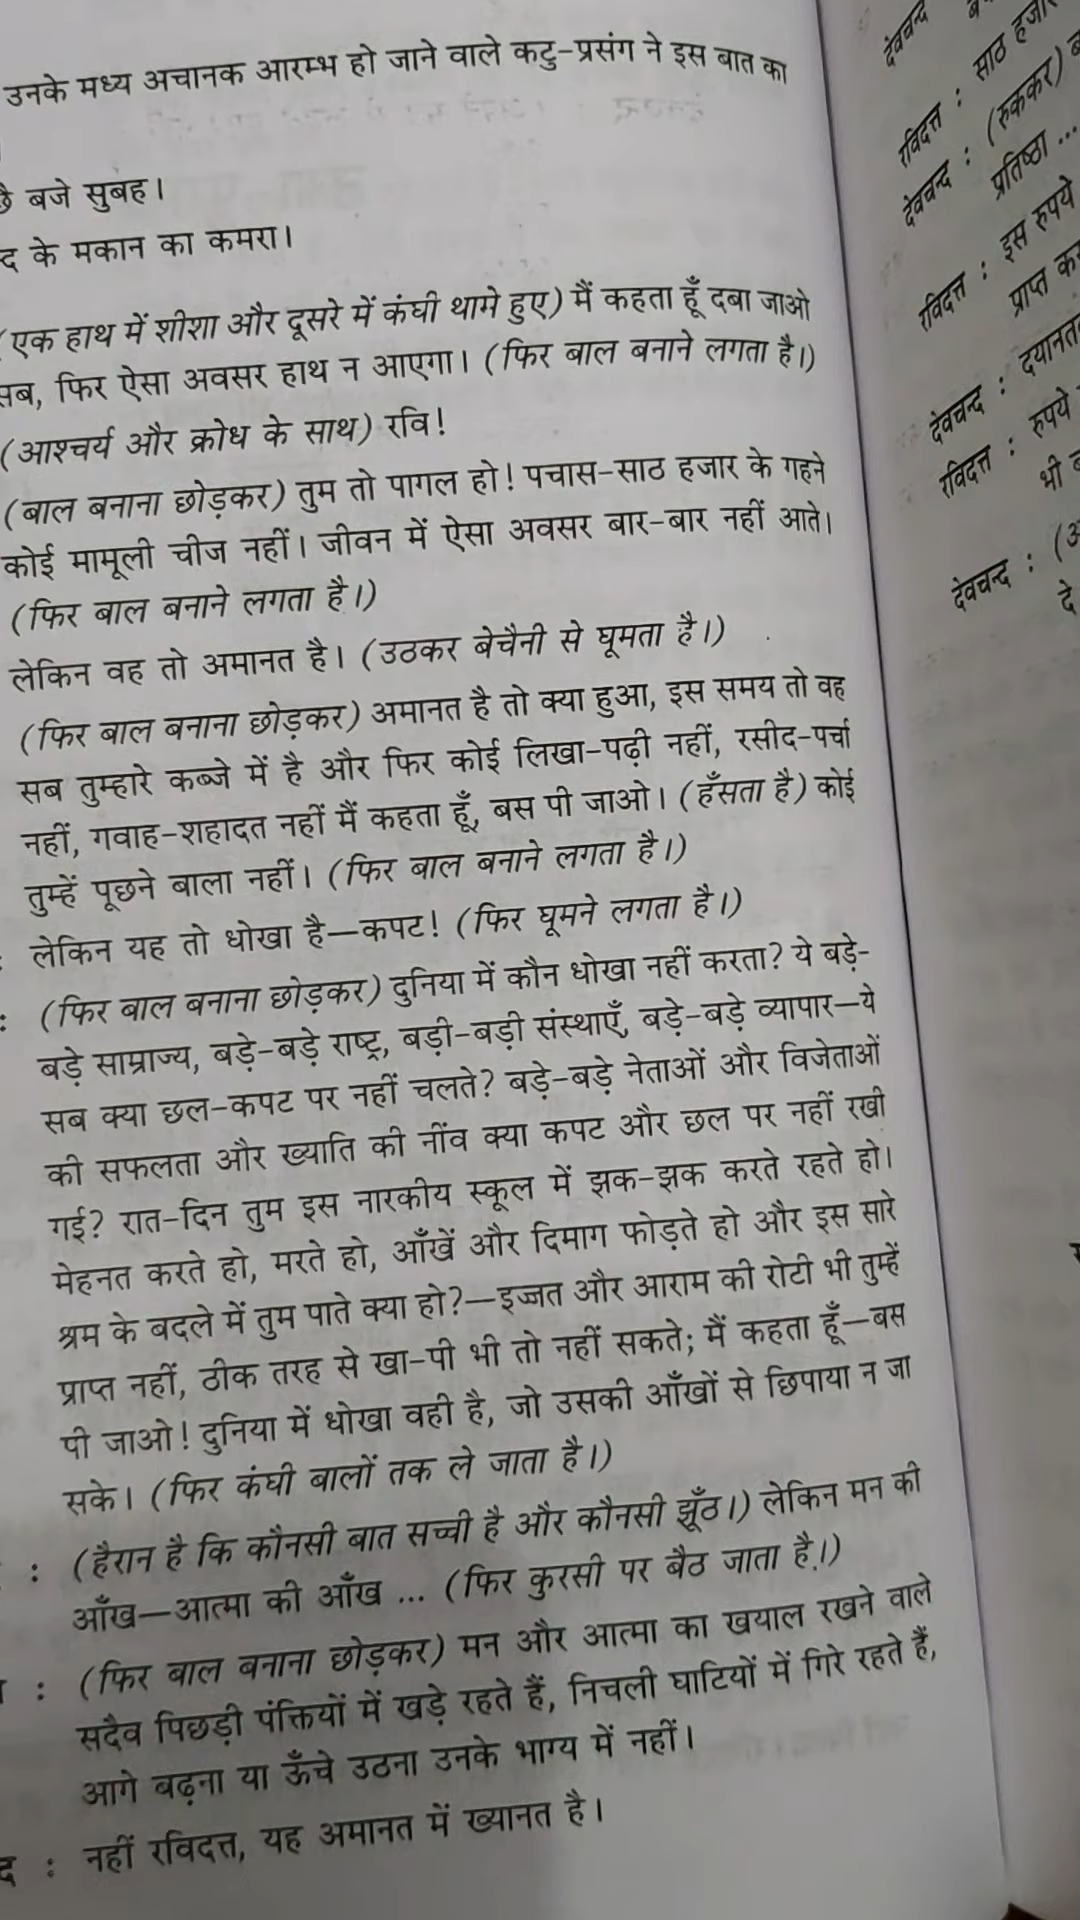 उनके मध्य अचानक आरम्भ हो जाने वाले कटु-प्रसंग ने इस बात का
बजे सुबह।
के मकान का कमरा।
(एक हाथ में शीशा और दूसरे में कंघी थामे हुए) मैं कहता हूँ दबा जाओ
सब, फिर ऐसा अवसर हाथ न आएगा। (फिर बाल बनाने लगता है।)
(आश्चर्य और क्रोध के साथ) रवि!
(बाल बनाना छोड़कर) तुम तो पागल हो! पचास-साठ हजार के गहने
कोई मामूली चीज नहीं। जीवन में ऐसा अवसर बार-बार नहीं आते।
(फिर बाल बनाने लगता है।)
लेकिन वह तो अमानत है। (उठकर बेचैनी से घूमता है।)
(फिर बाल बनाना छोड़कर) अमानत है तो क्या हुआ, इस समय तो वह
सब तुम्हारे कब्जे में है और फिर कोई लिखा-पढ़ी नहीं, रसीद-पर्चा
नहीं, गवाह-शहादत नहीं मैं कहता हूँ, बस पी जाओ। (हँसता है) कोई
तुम्हें पूछने बाला नहीं। (फिर बाल बनाने लगता है।)
: लेकिन यह तो धोखा है—कपट! (फिर घूमने लगता है।)
: (फिर बाल बनाना छोड़कर) दुनिया में कौन धोखा नहीं करता? ये बड़े-
बड़े साम्राज्य, बड़े-बड़े राष्ट्र, बड़ी-बड़ी संस्थाएँ, बड़े-बड़े व्यापार—ये
सब क्या छल-कपट पर नहीं चलते? बड़े-बड़े नेताओं और विजेताओं
की सफलता और ख्याति की नींव क्या कपट और छल पर नहीं रखी
गई? रात-दिन तुम इस नारकीय स्कूल में झक-झक करते रहते हो।
मेहनत करते हो, मरते हो, आँखें और दिमाग फोड़ते हो और इस सारे
श्रम के बदले में तुम पाते क्या हो?—इज्जत और आराम की रोटी भी तुम्हें
प्राप्त नहीं, ठीक तरह से खा-पी भी तो नहीं सकते; मैं कहता हूँ—बस
पी जाओ! दुनिया में धोखा वही है, जो उसकी आँखों से छिपाया न जा
सके। (फिर कंघी बालों तक ले जाता है।)
: (हैरान है कि कौनसी बात सच्ची है और कौनसी झूँठ।) लेकिन मन की
आँख—आत्मा की आँख ... (फिर कुरसी पर बैठ जाता है।)
: (फिर बाल बनाना छोड़कर) मन और आत्मा का खयाल रखने वाले
सदैव पिछड़ी पंक्तियों में खड़े रहते हैं, निचली घाटियों में गिरे रहते हैं,
आगे बढ़ना या ऊँचे उठना उनके भाग्य में नहीं।
द : नहीं रविदत्त, यह अमानत में ख्यानत है।
देवचन्द
रविदत्त : साठ हजार
देवचन्द : (रुककर)
प्रतिष्ठा ...
रविदत्त : इस रुपये
प्राप्त
देवचन्द : दयानत
रविदत्त : रुपये
भी
देवचन्द :
दे